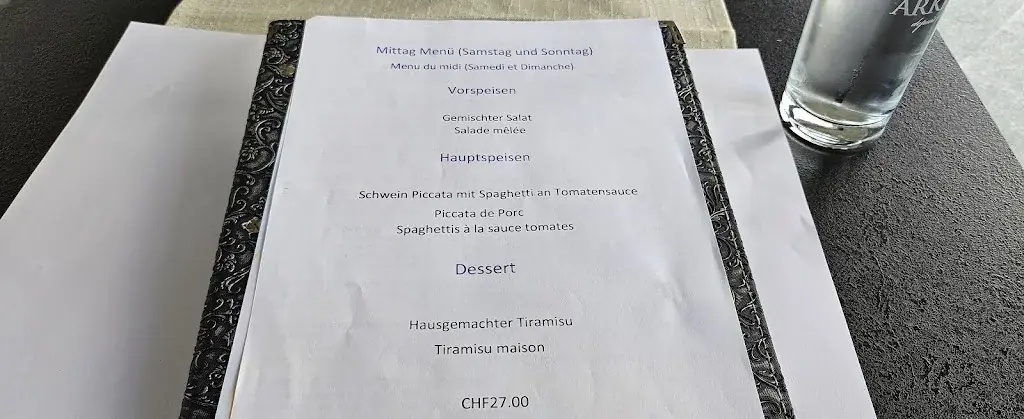 Mittag Menü (Samstag und Sonntag)
Menu du midi (Samedi et Dimanche)
Vorspeisen
Gemischter Salat
Salade mêlée
Hauptspeisen
Schwein Piccata mit Spaghetti an Tomatensauce
Piccata de Porc
Spaghettis à la sauce tomates
Dessert
Hausgemachter Tiramisu
Tiramisu maison
CHF27.00